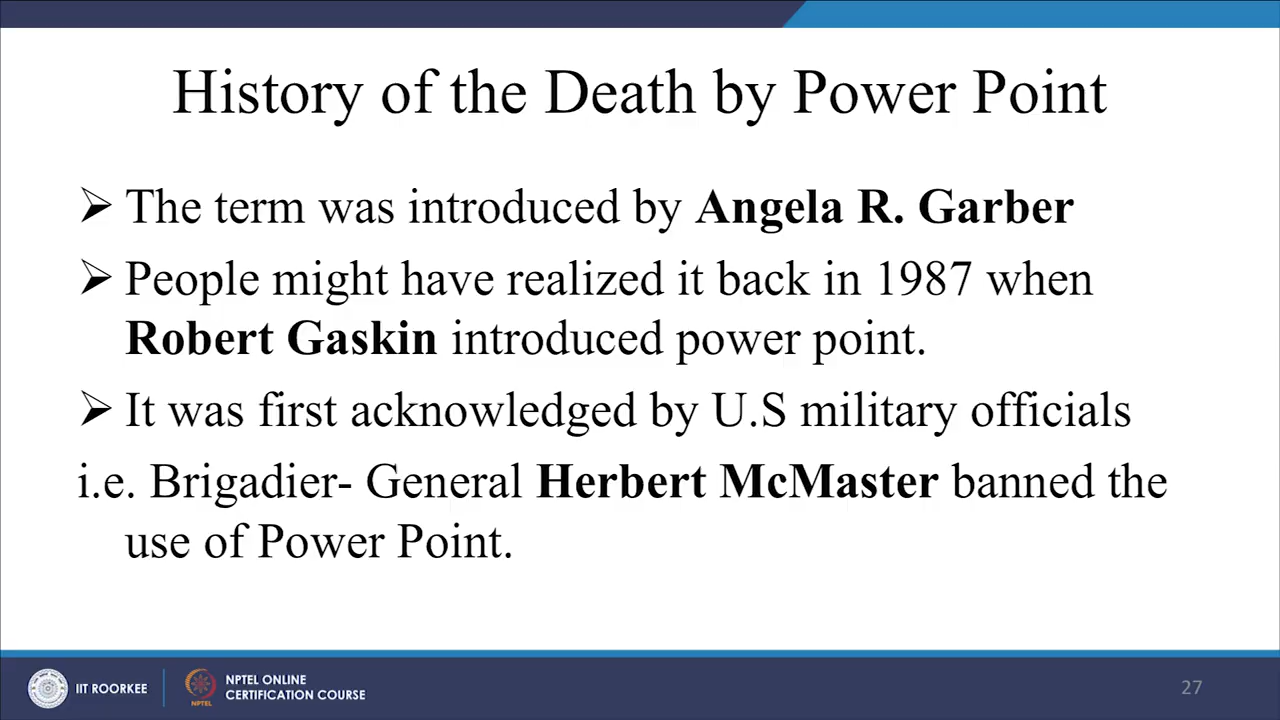 History of the Death by Power Point
➢ The term was introduced by Angela R. Garber
➢ People might have realized it back in 1987 when
Robert Gaskin introduced power point.
➢ It was first acknowledged by U.S military officials
i.e. Brigadier- General Herbert McMaster banned the
use of Power Point.
IIT ROORKEE
NPTEL
NPTEL ONLINE
CERTIFICATION COURSE
27